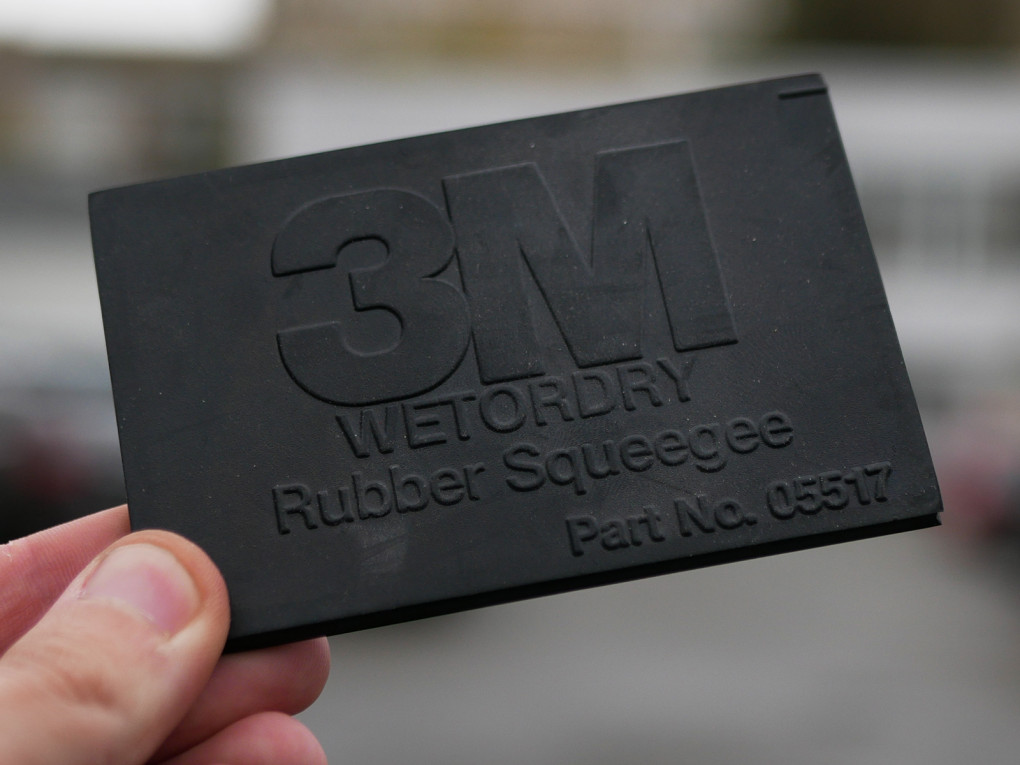 3M
WETORDRY
Rubber Squeegee
Part No. 05517